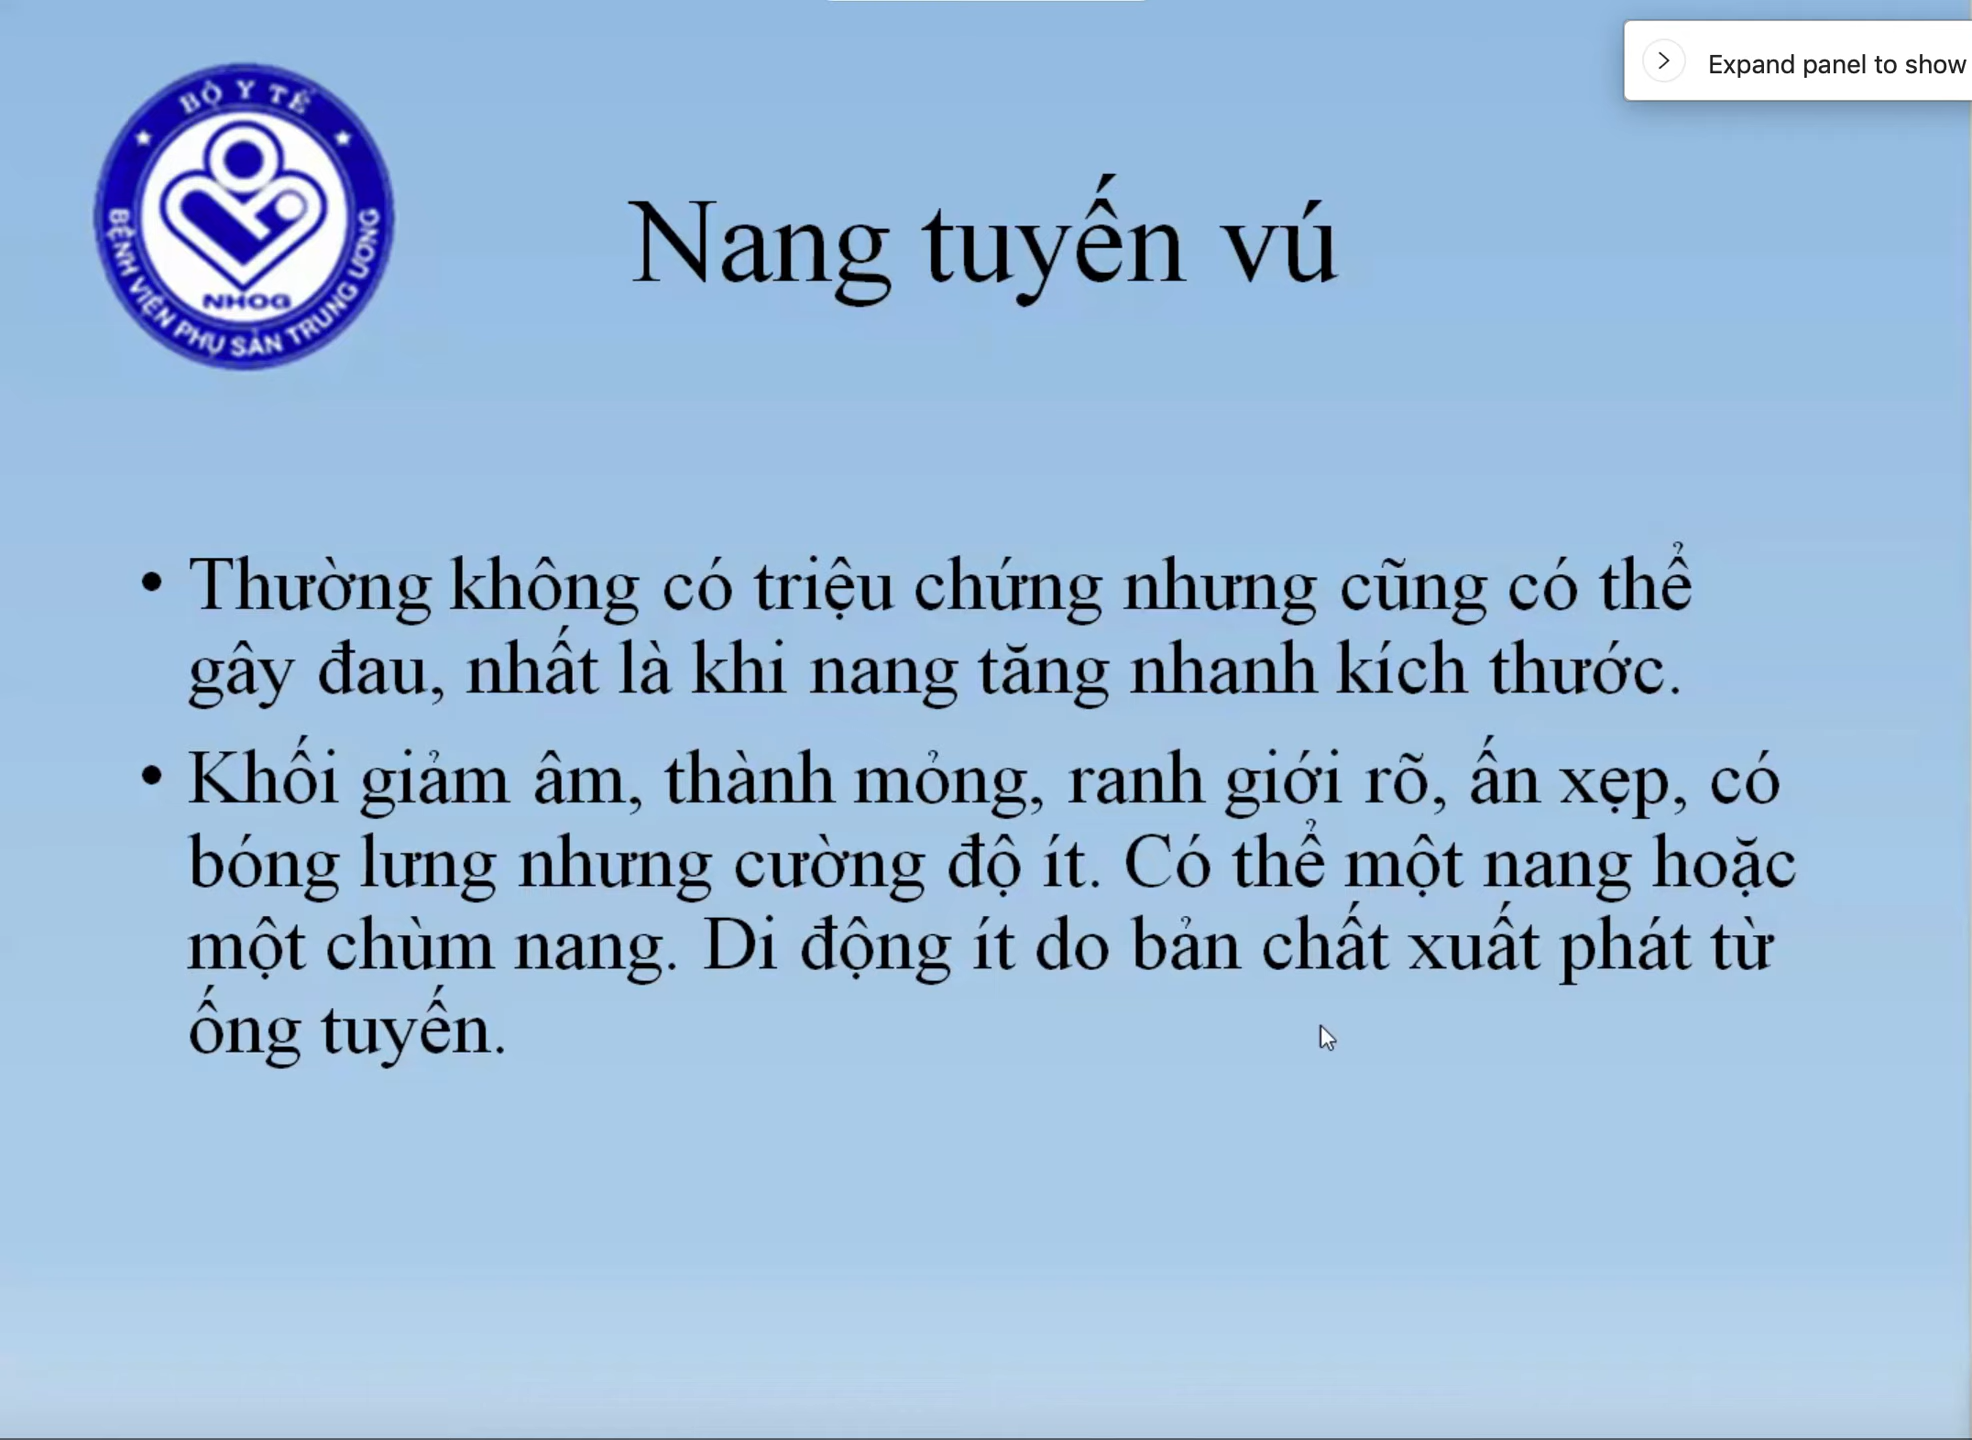 BỘ Y TẾ
NHOG
BỆNH VIỆN PHỤ SẢN TRUNG ƯƠNG
Expand panel to show
Nang tuyến vú
• Thường không có triệu chứng nhưng cũng có thể
gây đau, nhất là khi nang tăng nhanh kích thước.
• Khối giảm âm, thành mỏng, ranh giới rõ, ấn xẹp, có
bóng lưng nhưng cường độ ít. Có thể một nang hoặc
một chùm nang. Di động ít do bản chất xuất phát từ
ống tuyến.